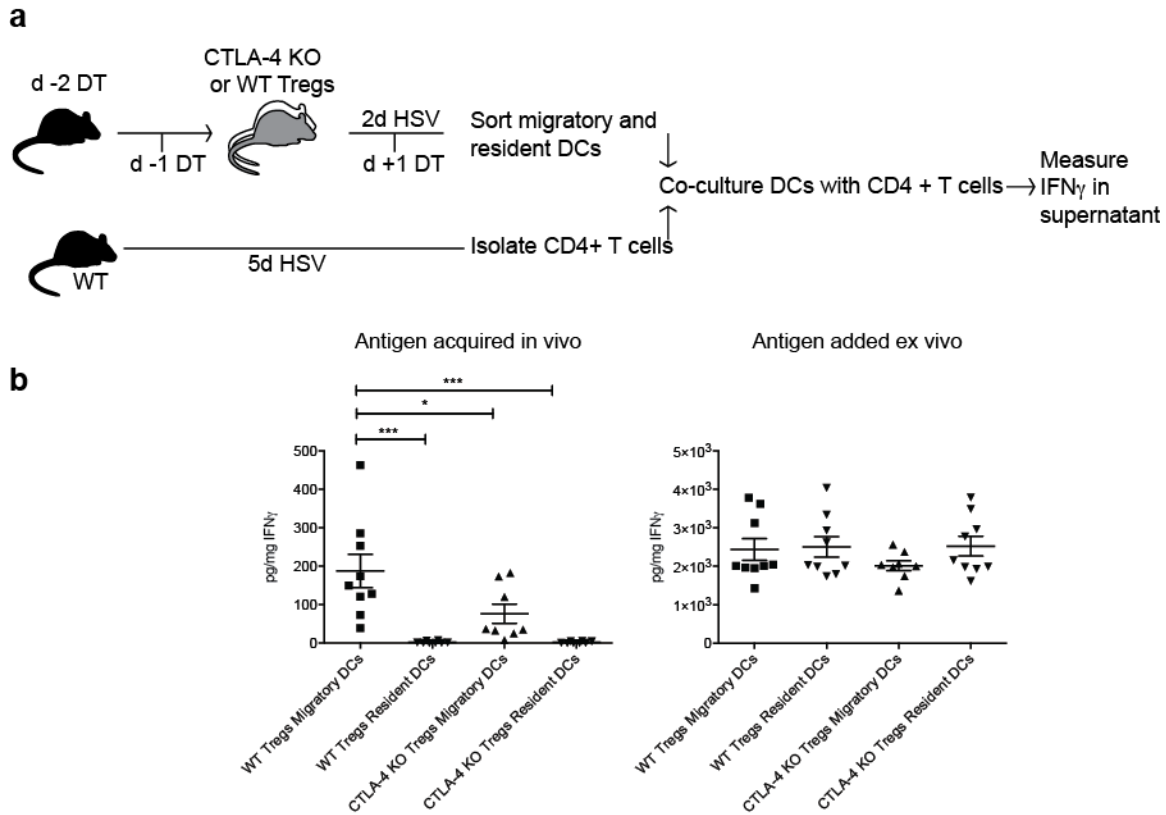 a
d -2 DT
d -1 DT
CTLA-4 KO
or WT Tregs
2d HSV
d +1 DT
Sort migratory and
resident DCs
WT
5d HSV
Isolate CD4+ T cells
Co-culture DCs with CD4 + T cells
Measure
IFNγ in
supernatant
b
Antigen acquired in vivo
***
*
***
500
400
300
200
100
0
pg/mg IFNγ
WT Tregs Migratory DCs
WT Tregs Resident DCs
CTLA-4 KO Tregs Migratory DCs
CTLA-4 KO Tregs Resident DCs
Antigen added ex vivo
5×10³
4×10³
3×10³
2×10³
1×10³
0
pg/mg IFNγ
WT Tregs Migratory DCs
WT Tregs Resident DCs
CTLA-4 KO Tregs Migratory DCs
CTLA-4 KO Tregs Resident DCs